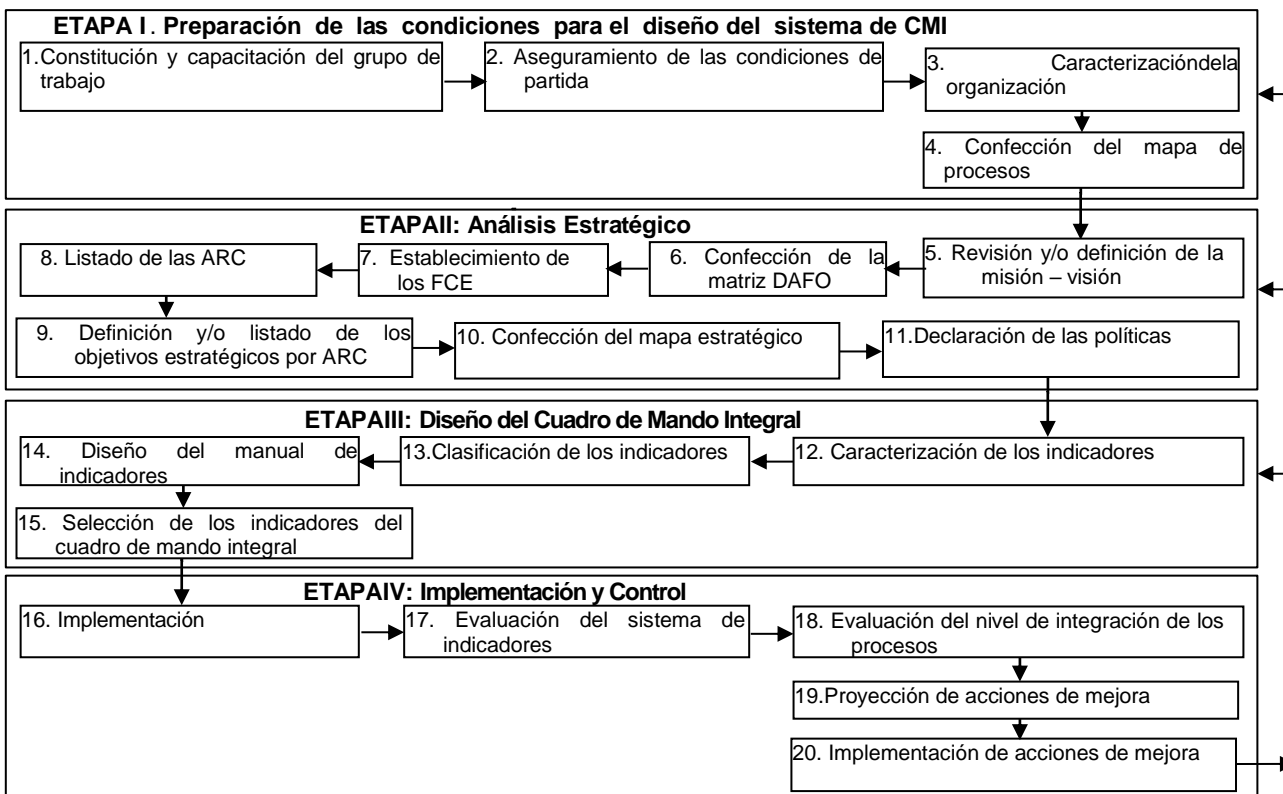 ETAPA I. Preparación de las condiciones para el diseño del sistema de CMI
1.Constitución y capacitación del grupo de
trabajo
2. Aseguramiento de las condiciones de
partida
3. Caracterizacióndela
organización
4. Confección del mapa de
procesos
ETAPAII: Análisis Estratégico
5. Revisión y/o definición de la
misión – visión
6. Confección de la
matriz DAFO
7. Establecimiento de
los FCE
8. Listado de las ARC
9. Definición y/o listado de los
objetivos estratégicos por ARC
10. Confección del mapa estratégico
11.Declaración de las políticas
ETAPAIII: Diseño del Cuadro de Mando Integral
12. Caracterización de los indicadores
13.Clasificación de los indicadores
14. Diseño del manual de
indicadores
15. Selección de los indicadores del
cuadro de mando integral
ETAPAIV: Implementación y Control
16. Implementación
17. Evaluación del sistema de
indicadores
18. Evaluación del nivel de integración de los
procesos
19.Proyección de acciones de mejora
20. Implementación de acciones de mejora